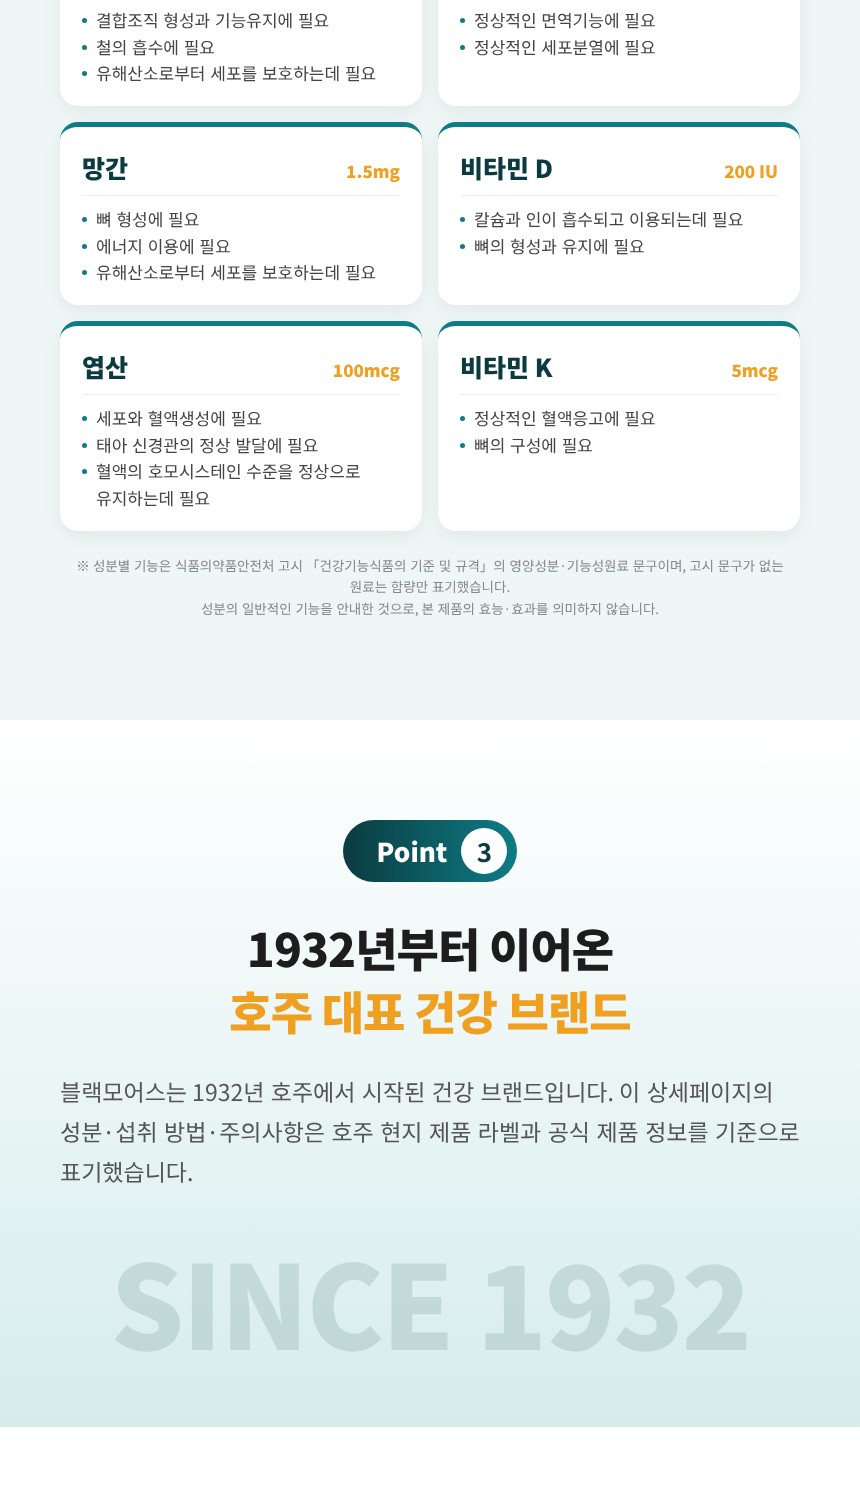 결합조직 형성과 기능유지에 필요
철의 흡수에 필요
유해산소로부터 세포를 보호하는데 필요
정상적인 면역기능에 필요
정상적인 세포분열에 필요
망간 1.5mg
뼈 형성에 필요
에너지 이용에 필요
유해산소로부터 세포를 보호하는데 필요
비타민 D 200 IU
칼슘과 인이 흡수되고 이용되는데 필요
뼈의 형성과 유지에 필요
엽산 100mcg
세포와 혈액생성에 필요
태아 신경관의 정상 발달에 필요
혈액의 호모시스테인 수준을 정상으로
유지하는데 필요
비타민 K 5mcg
정상적인 혈액응고에 필요
뼈의 구성에 필요
※ 성분별 기능은 식품의약품안전처 고시 「건강기능식품의 기준 및 규격」의 영양성분·기능성원료 문구이며, 고시 문구가 없는
원료는 함량만 표기했습니다.
성분의 일반적인 기능을 안내한 것으로, 본 제품의 효능·효과를 의미하지 않습니다.
Point 3
1932년부터 이어온
호주 대표 건강 브랜드
블랙모어스는 1932년 호주에서 시작된 건강 브랜드입니다. 이 상세페이지의
성분·섭취 방법·주의사항은 호주 현지 제품 라벨과 공식 제품 정보를 기준으로
표기했습니다.
SINCE 1932